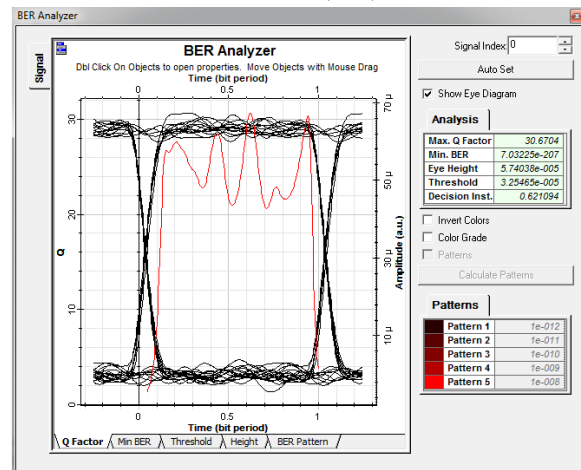 BER Analyzer
Signal
BER Analyzer
Dbl Click On Objects to open properties. Move Objects with Mouse Drag
Time (bit period)
0 0.5 1
Q
0 10 20 30
Amplitude (a.u.)
10 µ 30 µ 50 µ 70 µ
0 0.5 1
Time (bit period)
Q Factor Min BER Threshold Height BER Pattern
Signal Index: 0
Auto Set
Show Eye Diagram
Analysis
Max. Q Factor 30.6704
Min. BER 7.03225e-207
Eye Height 5.74038e-005
Threshold 3.25465e-005
Decision Inst. 0.621094
Invert Colors
Color Grade
Patterns
Calculate Patterns
Patterns
Pattern 1 1e-012
Pattern 2 1e-011
Pattern 3 1e-010
Pattern 4 1e-009
Pattern 5 1e-008